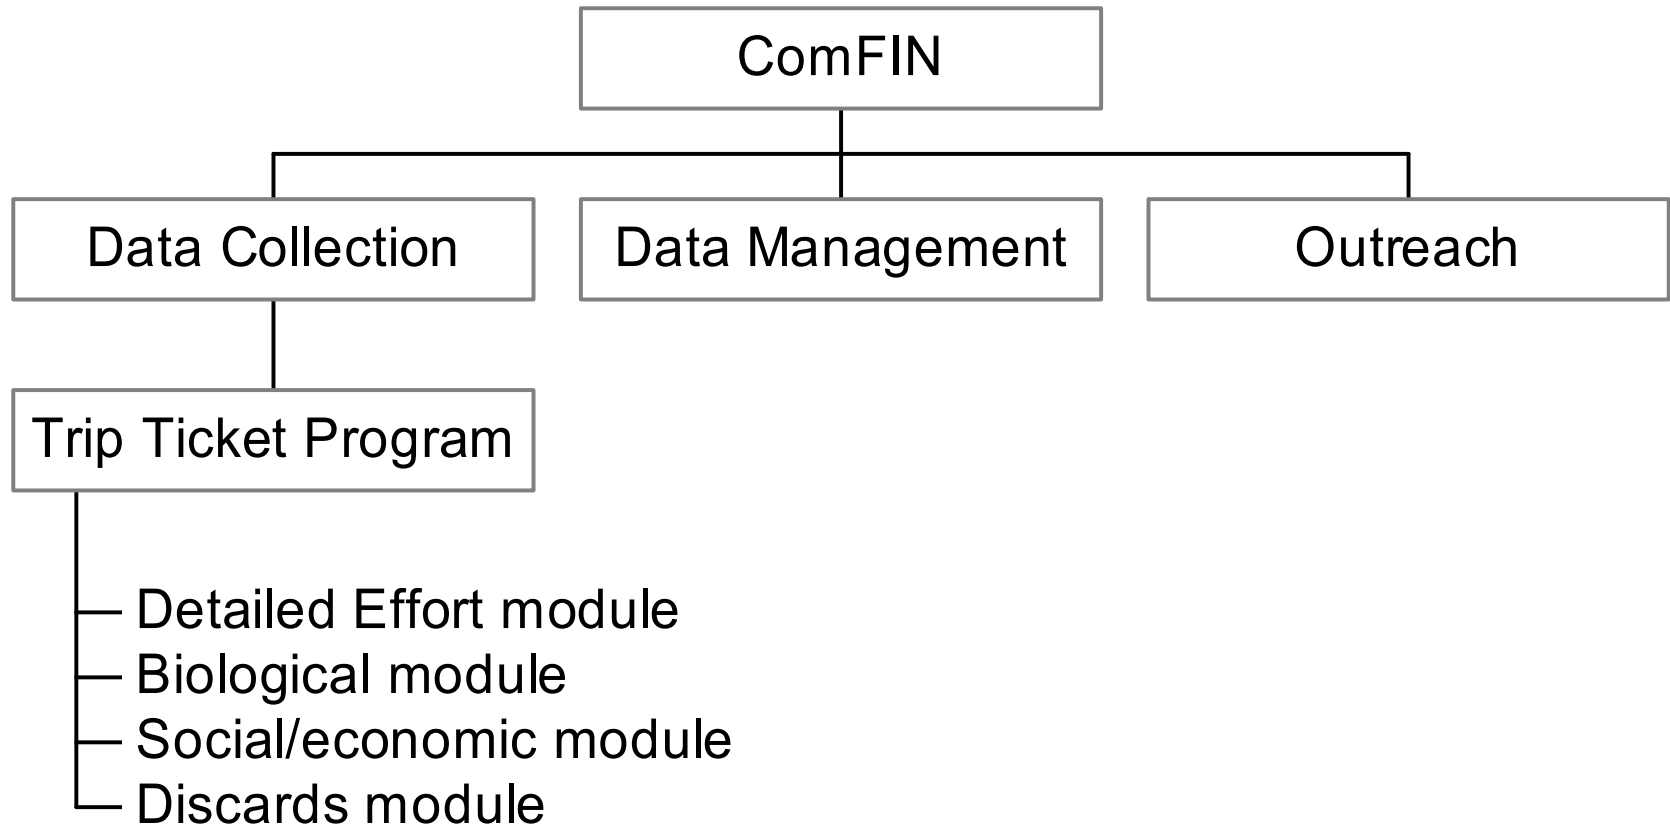 ComFIN
Data Collection
Data Management
Outreach
Trip Ticket Program
Detailed Effort module
Biological module
Social/economic module
Discards module